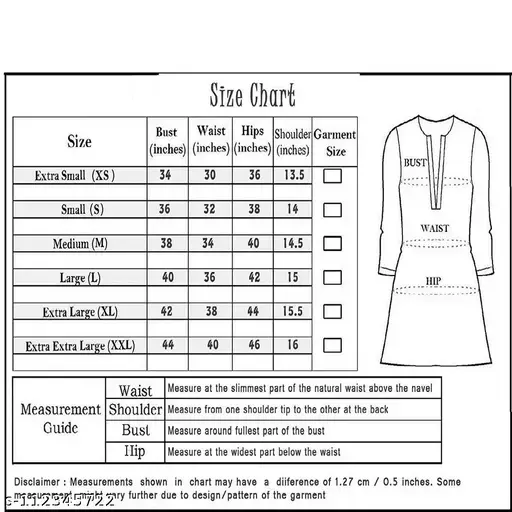 Size Chart
Size Bust (inches) Waist (inches) Hips (inches) Shoulder (inches) Garment Size
Extra Small (XS ) 34 30 36 13.5
Small (S) 36 32 38 14
Medium (M) 38 34 40 14.5
Large (L) 40 36 42 15
Extra Large (XL) 42 38 44 15.5
Extra Extra Large (XXL) 44 40 46 16
BUST
WAIST
HIP
Measurement Guide
Waist Measure at the slimmest part of the natural waist above the navel
Shoulder Measure from one shoulder tip to the other at the back
Bust Measure around fullest part of the bust
Hip Measure at the widest part below the waist
Disclaimer : Measurements shown in chart may have a diifference of 1.27 cm / 0.5 inches. Some
measurement might vary further due to design/pattern of the garment
s-112345722